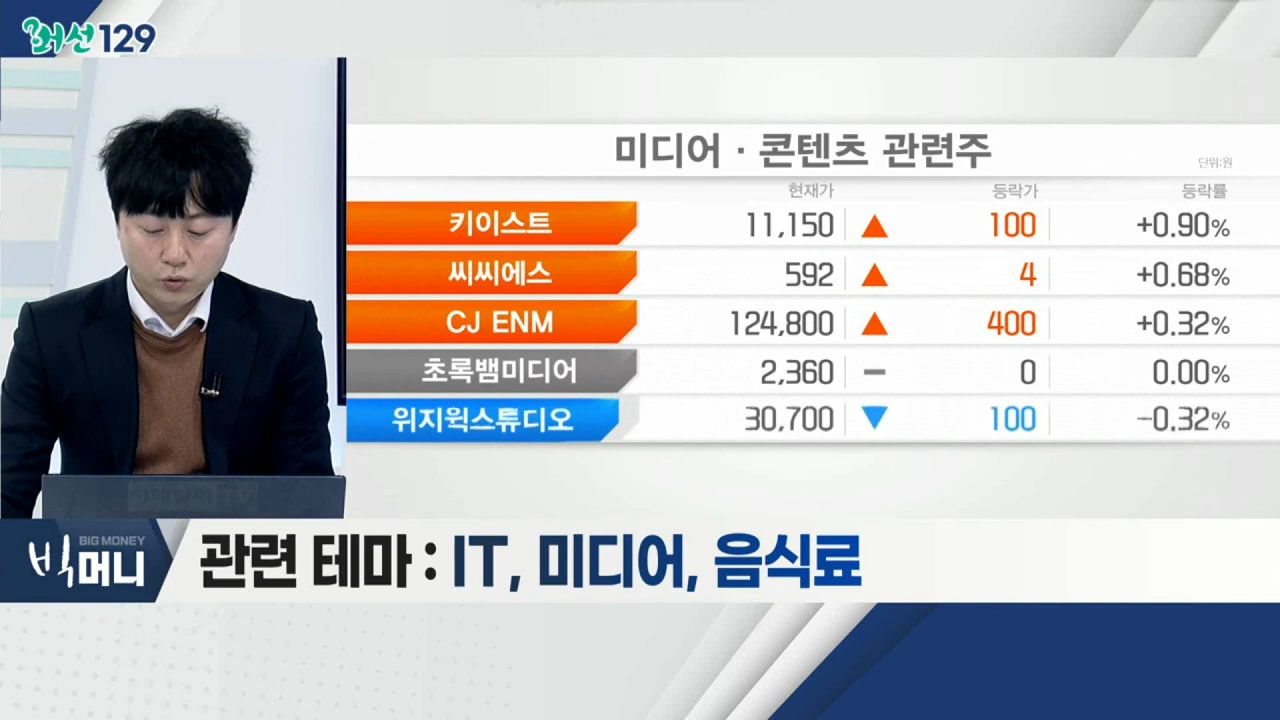 머선129
미디어 · 콘텐츠 관련주
단위:원
현재가 등락가 등락률
키이스트 11,150 ▲ 100 +0.90%
씨씨에스 592 ▲ 4 +0.68%
CJ ENM 124,800 ▲ 400 +0.32%
초록뱀미디어 2,360 - 0 0.00%
위지윅스튜디오 30,700 ▼ 100 -0.32%
BIG MONEY
빅머니
관련 테마 : IT, 미디어, 음식료